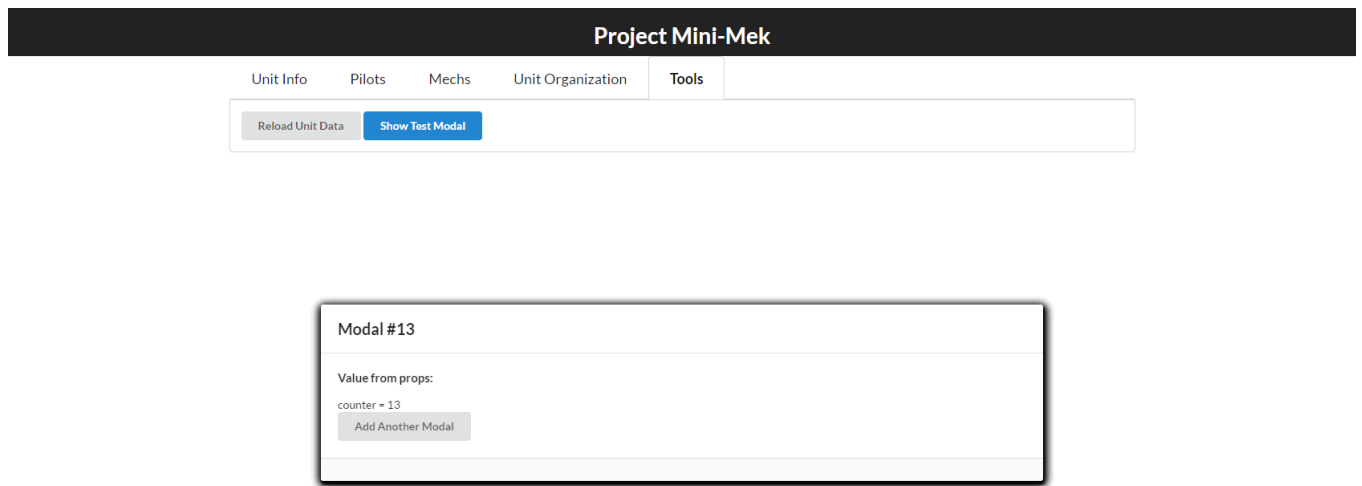 Project Mini-Mek
Unit Info Pilots Mechs Unit Organization Tools
Reload Unit Data Show Test Modal
Modal #13
Value from props:
counter = 13
Add Another Modal